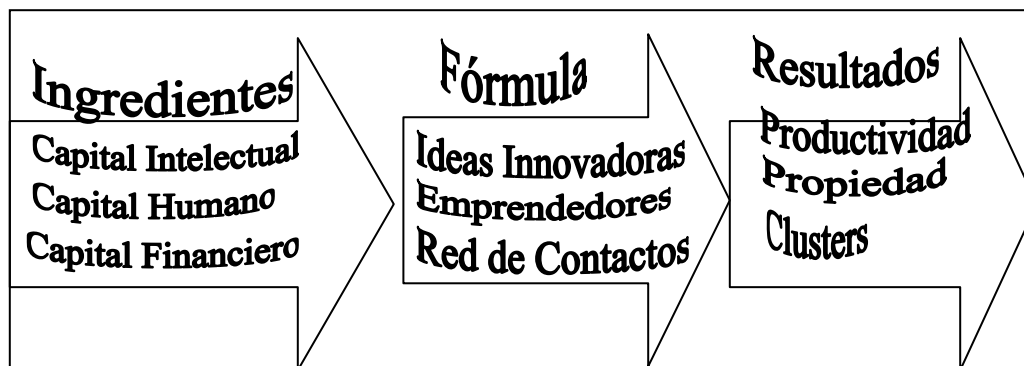 Ingredientes
Capital Intelectual
Capital Humano
Capital Financiero
Fórmula
Ideas Innovadoras
Emprendedores
Red de Contactos
Resultados
Productividad
Propiedad
Clusters